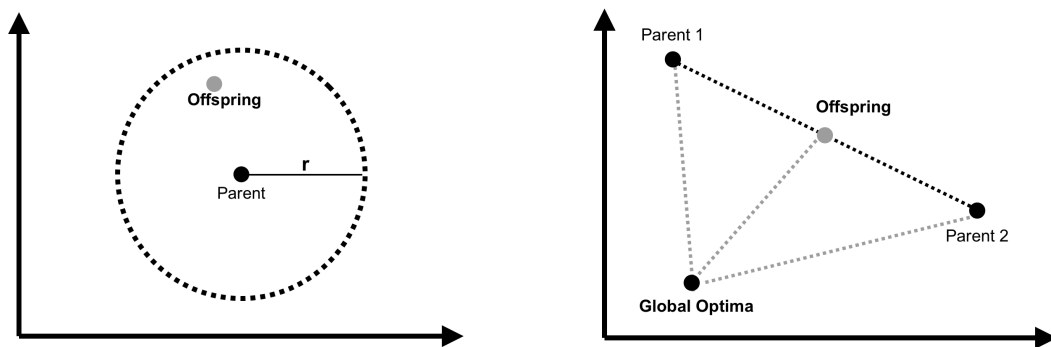 Offspring
r
Parent
Parent 1
Offspring
Parent 2
Global Optima